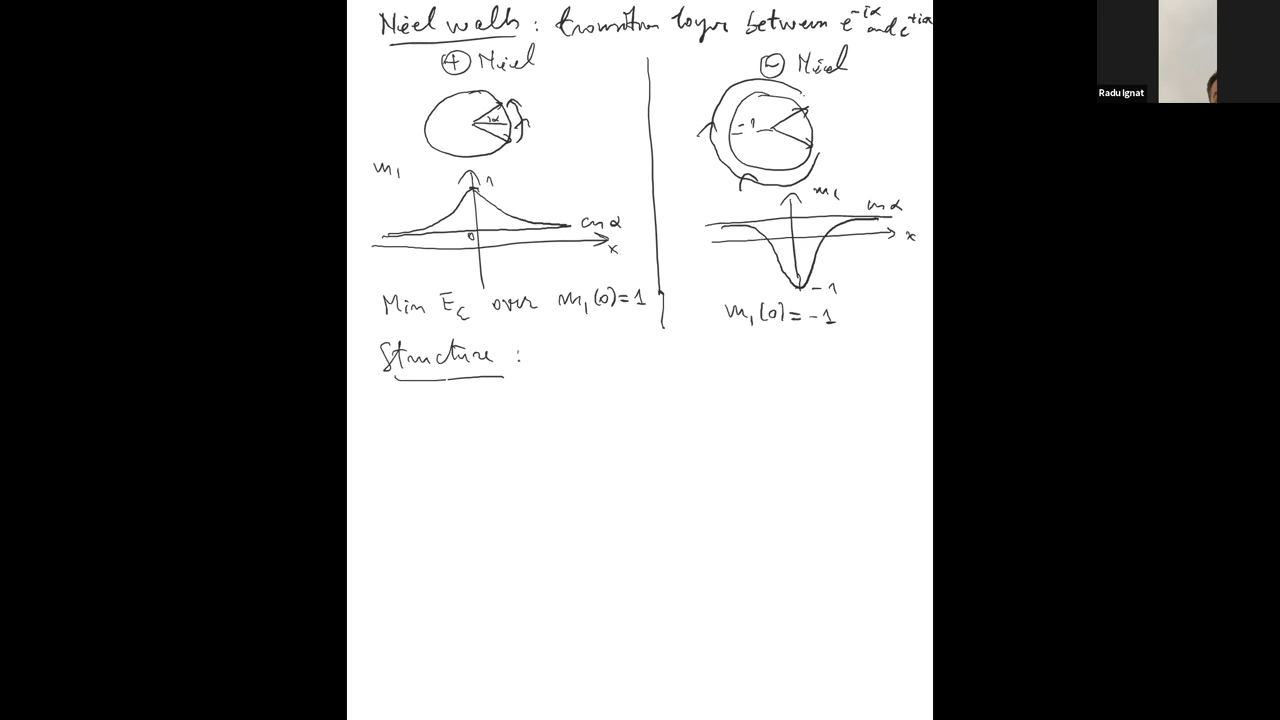 Néel walls : transition layer between e^{-iα} and e^{+iα}
⊕ Néel
⊖ Néel
2α
-1
m₁
1
cos α
0
x
m₁
cos α
x
-1
Min E_ε over m₁(0)=1
m₁(0)=-1
Structure :
Radu Ignat